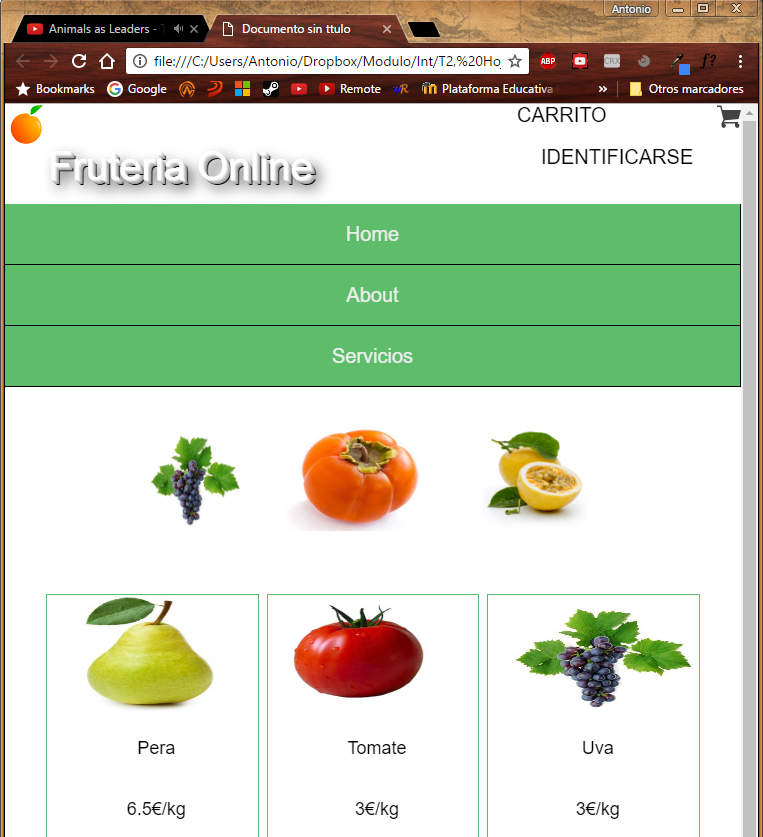 Antonio
Animals as Leaders - T
Documento sin ttulo
file:///C:/Users/Antonio/Dropbox/Modulo/Int/T2,%20Ho
ABP
CRX
f?
Bookmarks
Google
R
Remote
Plataforma Educativa
»
Otros marcadores
CARRITO
Fruteria Online
IDENTIFICARSE
Home
About
Servicios
Pera
Tomate
Uva
6.5€/kg
3€/kg
3€/kg